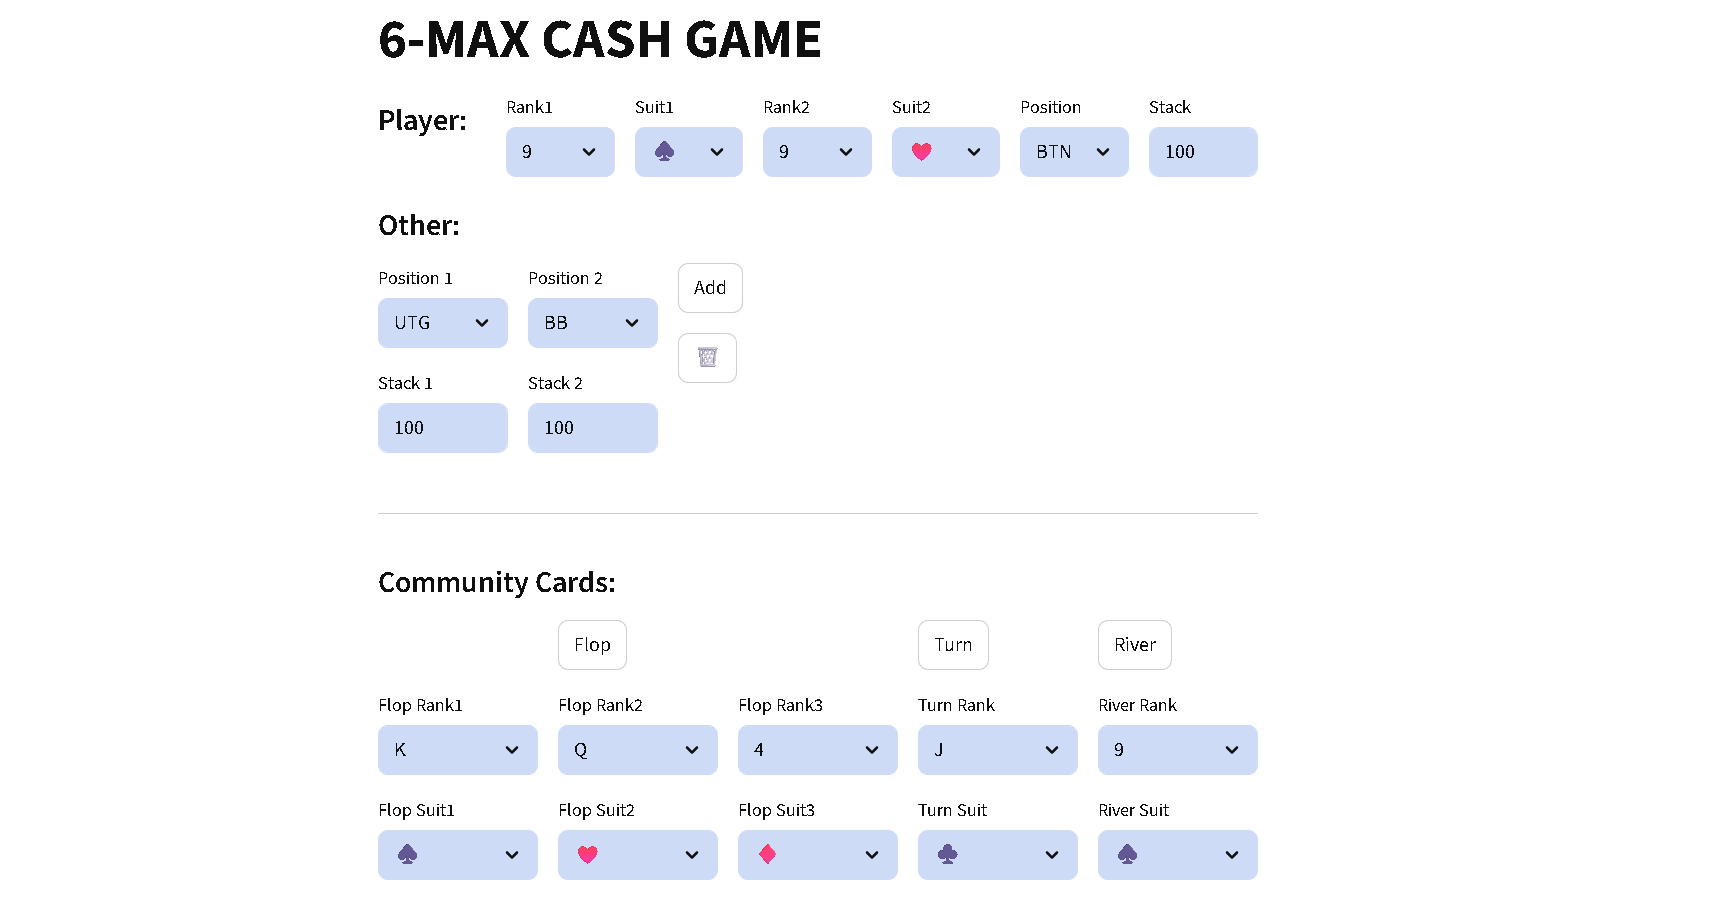 6-MAX CASH GAME
Player:
Rank1 Suit1 Rank2 Suit2 Position Stack
9 ♠ 9 ♥ BTN 100
Other:
Position 1 Position 2
UTG BB
Add
Stack 1 Stack 2
100 100
Community Cards:
Flop Turn River
Flop Rank1 Flop Rank2 Flop Rank3 Turn Rank River Rank
K Q 4 J 9
Flop Suit1 Flop Suit2 Flop Suit3 Turn Suit River Suit
♠ ♥ ♦ ♣ ♠